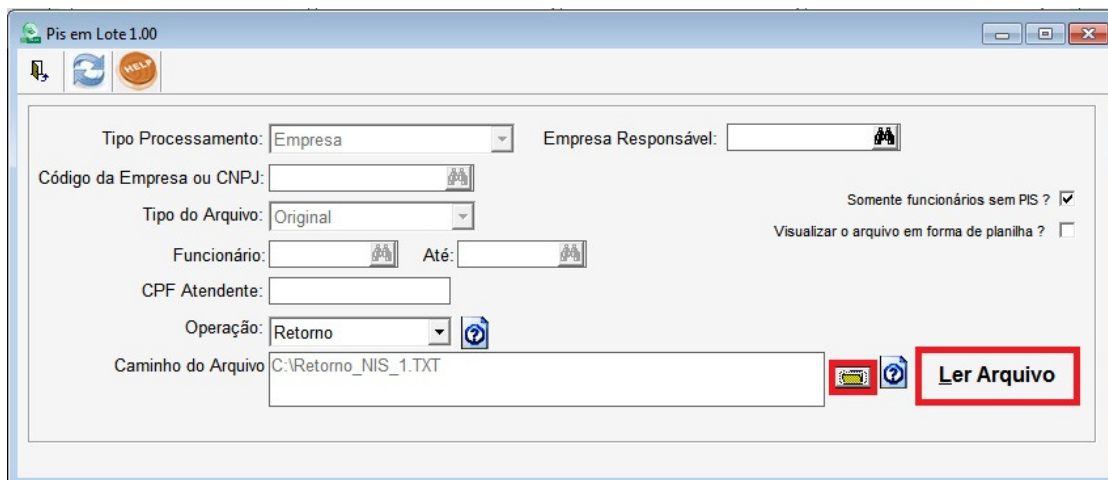 Pis em Lote 1.00
HELP
Tipo Processamento: Empresa Empresa Responsável:
Código da Empresa ou CNPJ:
Somente funcionários sem PIS ?
Tipo do Arquivo: Original
Visualizar o arquivo em forma de planilha ?
Funcionário: Até:
CPF Atendente:
Operação: Retorno
Caminho do Arquivo C:\Retorno_NIS_1.TXT
Ler Arquivo